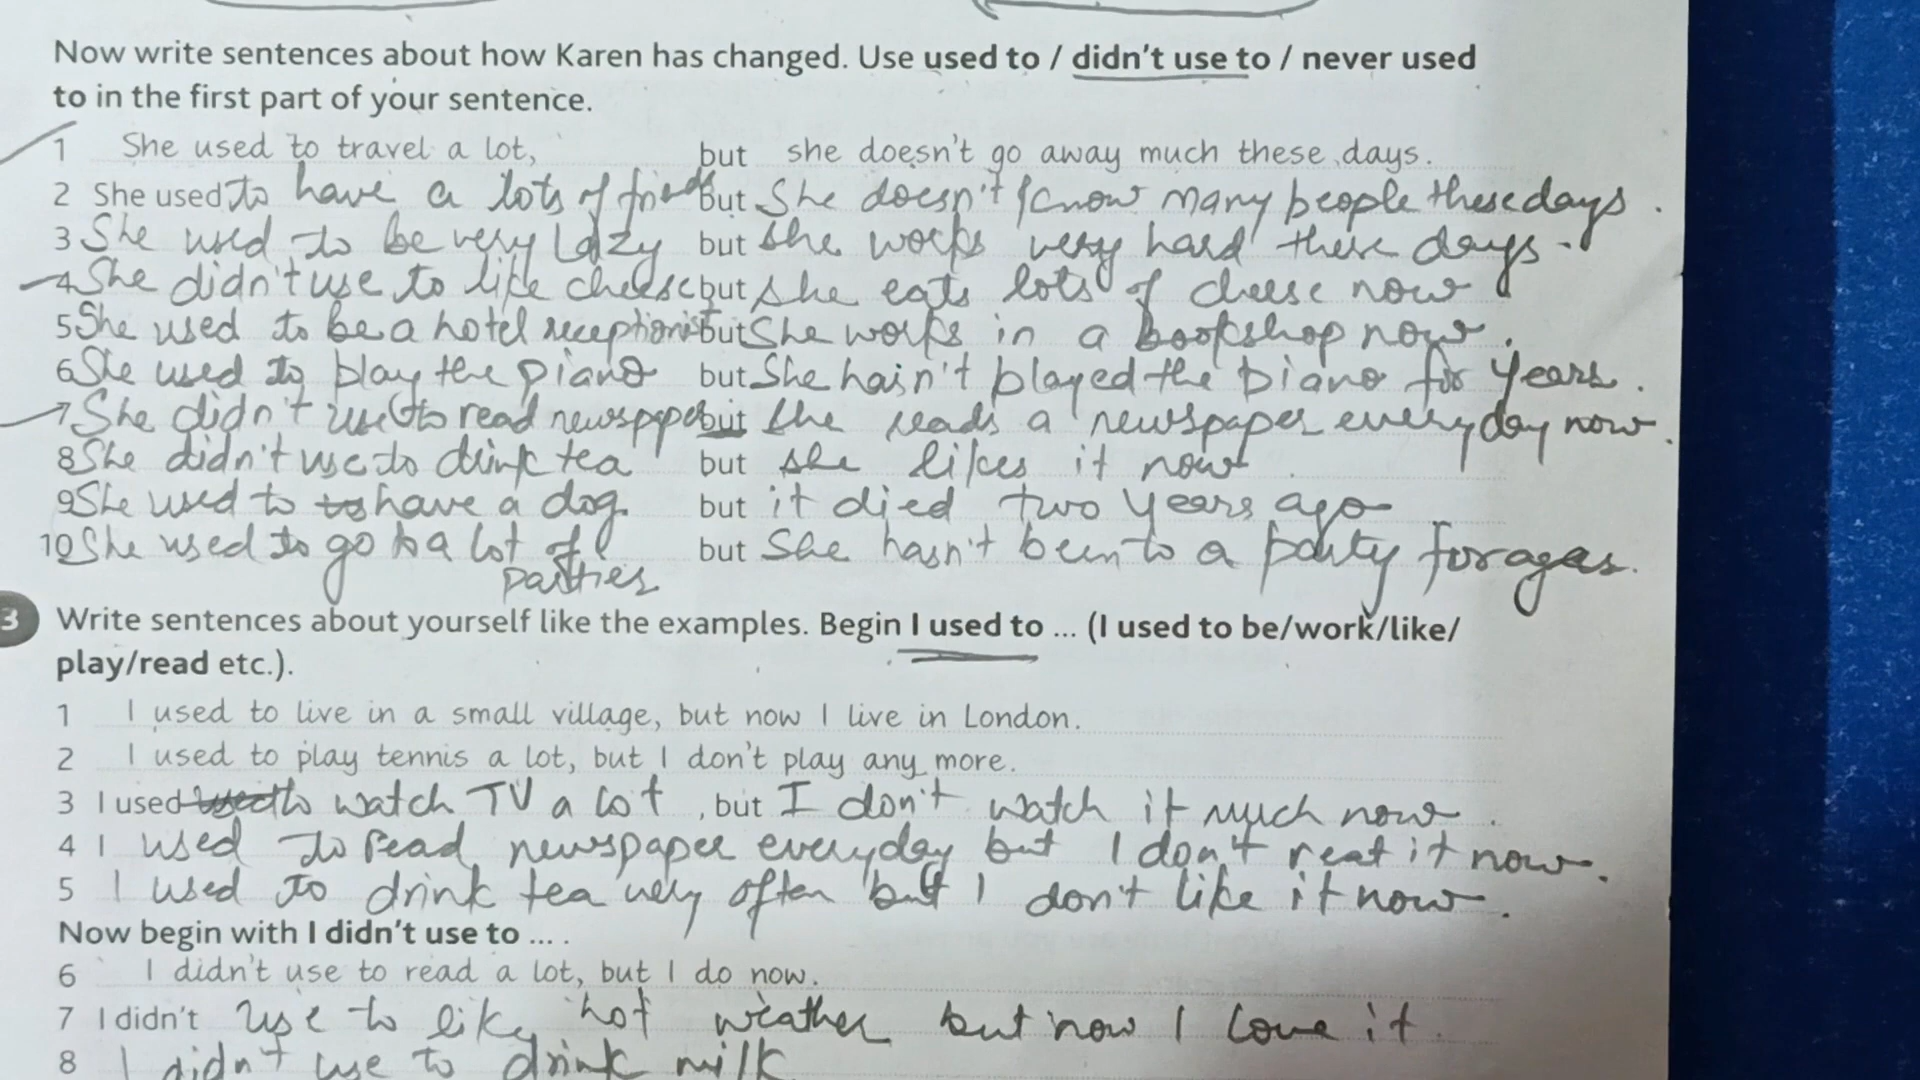 Now write sentences about how Karen has changed. Use used to / didn't use to / never used
to in the first part of your sentence.
1 She used to travel a lot, but she doesn't go away much these days.
2 She used to have a lots of friends but She doesn't know many people these days.
3 She used to be very lazy but she works very hard these days.
4 She didn't use to like cheese but she eats lots of cheese now
5 She used to be a hotel receptionist but She works in a bookshop now.
6 She used to play the piano but She hasn't played the piano for years.
7 She didn't use to read newspaper but she reads a newspaper everyday now.
8 She didn't use to drink tea but she likes it now.
9 She used to have a dog but it died two years ago
10 She used to go to a lot of but She hasn't been to a party for ages.
parties
3 Write sentences about yourself like the examples. Begin I used to ... (I used to be/work/like/
play/read etc.).
1 I used to live in a small village, but now I live in London.
2 I used to play tennis a lot, but I don't play any more.
3 I used to watch TV a lot, but I don't watch it much now.
4 I used to read newspaper everyday but I don't reat it now.
5 I used to drink tea very often but I don't like it now.
Now begin with I didn't use to ... .
6 I didn't use to read a lot, but I do now.
7 I didn't use to like hot weather but now I love it.
8 I didn't use to drink milk